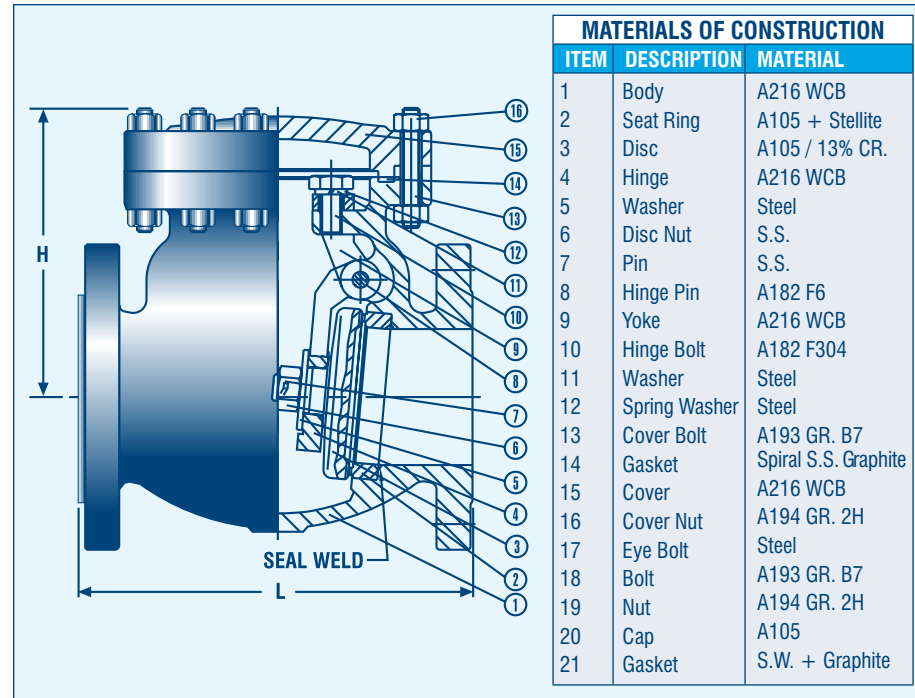 MATERIALS OF CONSTRUCTION
ITEM DESCRIPTION MATERIAL
1 Body A216 WCB
2 Seat Ring A105 + Stellite
3 Disc A105 / 13% CR.
4 Hinge A216 WCB
5 Washer Steel
6 Disc Nut S.S.
7 Pin S.S.
8 Hinge Pin A182 F6
9 Yoke A216 WCB
10 Hinge Bolt A182 F304
11 Washer Steel
12 Spring Washer Steel
13 Cover Bolt A193 GR. B7
14 Gasket Spiral S.S. Graphite
15 Cover A216 WCB
16 Cover Nut A194 GR. 2H
17 Eye Bolt Steel
18 Bolt A193 GR. B7
19 Nut A194 GR. 2H
20 Cap A105
21 Gasket S.W. + Graphite
16
15
14
13
12
11
10
9
8
7
6
5
4
3
2
1
H
SEAL WELD
L